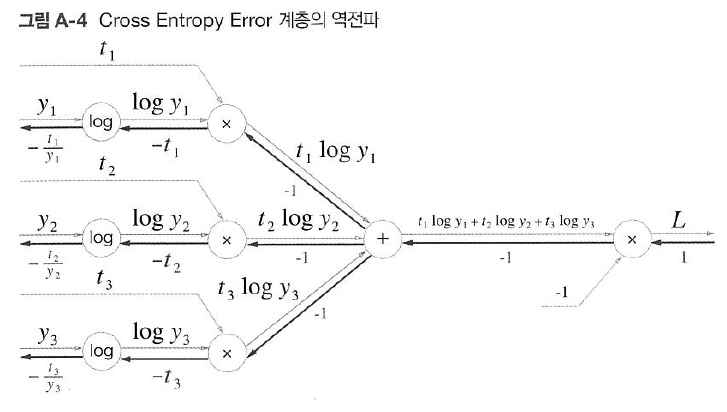 그림 A-4 Cross Entropy Error 계층의 역전파
t₁
y₁ log log y₁ ×
-t₁/y₁ -t₁
t₁ log y₁
-1
t₂
y₂ log log y₂ × t₂ log y₂ + t₁ log y₁ + t₂ log y₂ + t₃ log y₃ × L
-t₂/y₂ -t₂ -1 -1 1
t₃
t₃ log y₃
-1
-1
y₃ log log y₃ ×
-t₃/y₃ -t₃